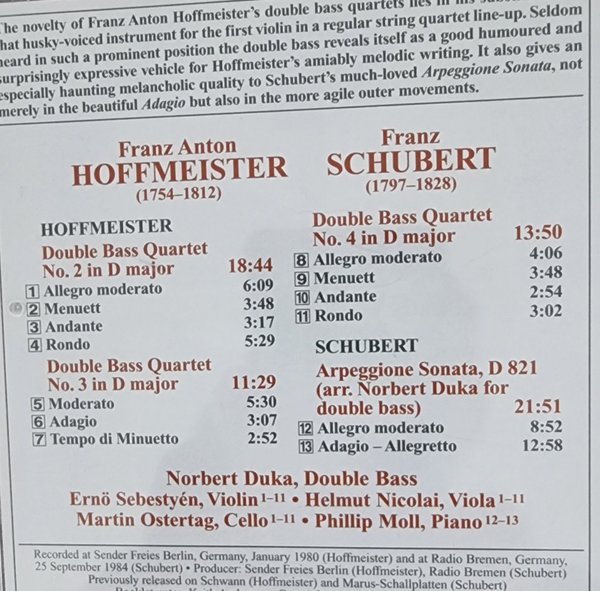 The novelty of Franz Anton Hoffmeister's double bass quartets lies in
that husky-voiced instrument for the first violin in a regular string quartet line-up. Seldom
heard in such a prominent position the double bass reveals itself as a good humoured and
surprisingly expressive vehicle for Hoffmeister's amiably melodic writing. It also gives an
especially haunting melancholic quality to Schubert's much-loved Arpeggione Sonata, not
merely in the beautiful Adagio but also in the more agile outer movements.
Franz Anton
HOFFMEISTER
(1754–1812)
HOFFMEISTER
Double Bass Quartet
No. 2 in D major 18:44
1 Allegro moderato 6:09
2 Menuett 3:48
3 Andante 3:17
4 Rondo 5:29
Double Bass Quartet
No. 3 in D major 11:29
5 Moderato 5:30
6 Adagio 3:07
7 Tempo di Minuetto 2:52
Franz
SCHUBERT
(1797–1828)
Double Bass Quartet
No. 4 in D major 13:50
8 Allegro moderato 4:06
9 Menuett 3:48
10 Andante 2:54
11 Rondo 3:02
SCHUBERT
Arpeggione Sonata, D 821
(arr. Norbert Duka for
double bass) 21:51
12 Allegro moderato 8:52
13 Adagio – Allegretto 12:58
Norbert Duka, Double Bass
Ernö Sebestyén, Violin 1–11 • Helmut Nicolai, Viola 1–11
Martin Ostertag, Cello 1–11 • Phillip Moll, Piano 12–13
Recorded at Sender Freies Berlin, Germany, January 1980 (Hoffmeister) and at Radio Bremen, Germany,
25 September 1984 (Schubert) • Producer: Sender Freies Berlin (Hoffmeister), Radio Bremen (Schubert)
Previously released on Schwann (Hoffmeister) and Marus-Schallplatten (Schubert)